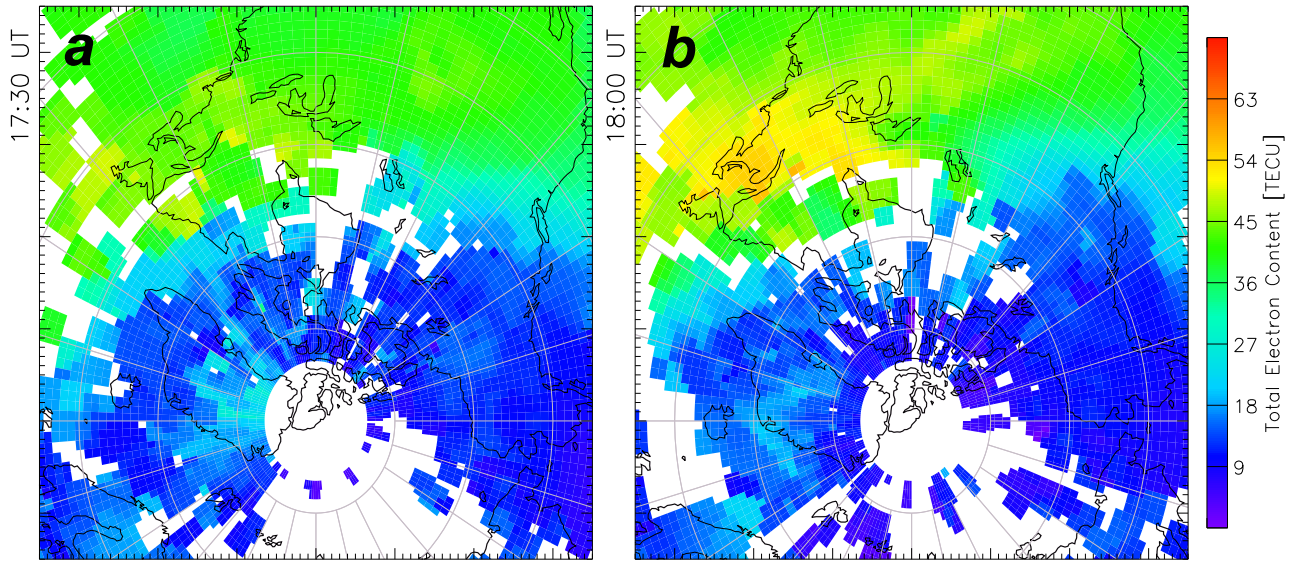 17:30 UT
a
18:00 UT
b
63
54
45
36
27
18
9
Total Electron Content [TECU]